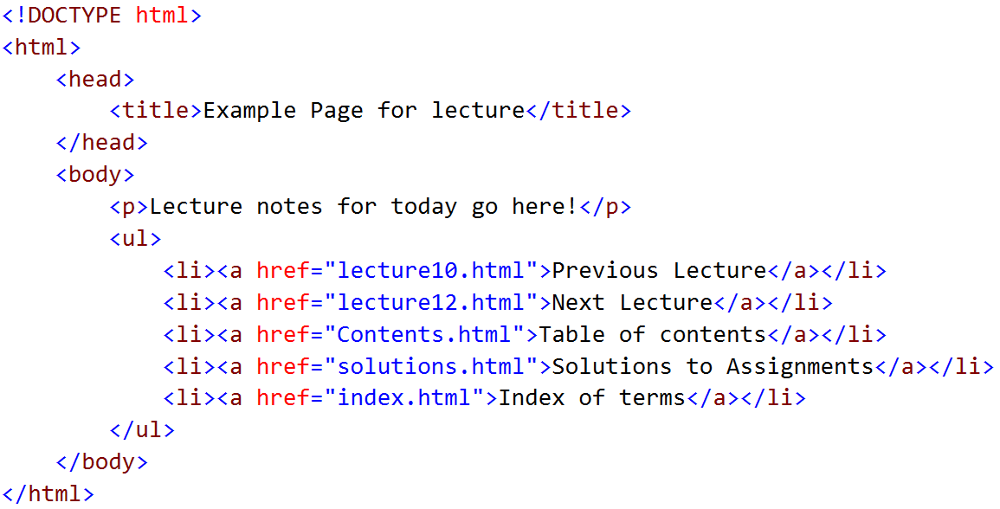 <!DOCTYPE html>
<html>
    <head>
        <title>Example Page for lecture</title>
    </head>
    <body>
        <p>Lecture notes for today go here!</p>
        <ul>
            <li><a href="lecture10.html">Previous Lecture</a></li>
            <li><a href="lecture12.html">Next Lecture</a></li>
            <li><a href="Contents.html">Table of contents</a></li>
            <li><a href="solutions.html">Solutions to Assignments</a></li>
            <li><a href="index.html">Index of terms</a></li>
        </ul>
    </body>
</html>